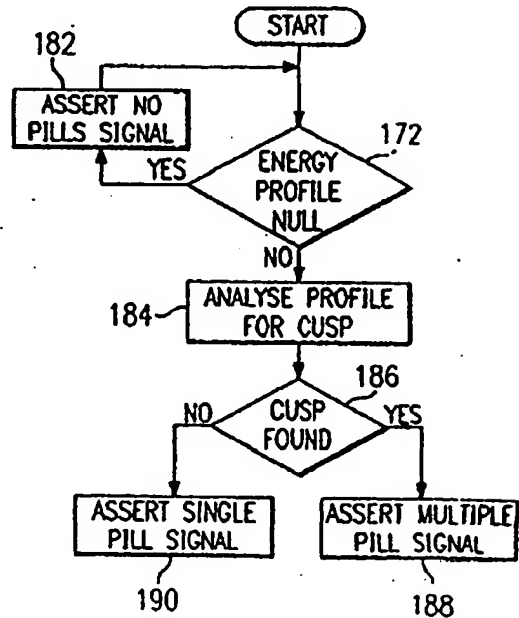 START
182
ASSERT NO
PILLS SIGNAL
172
ENERGY
PROFILE
NULL
YES
NO
184
ANALYSE PROFILE
FOR CUSP
186
CUSP
FOUND
NO
YES
ASSERT SINGLE
PILL SIGNAL
190
ASSERT MULTIPLE
PILL SIGNAL
188